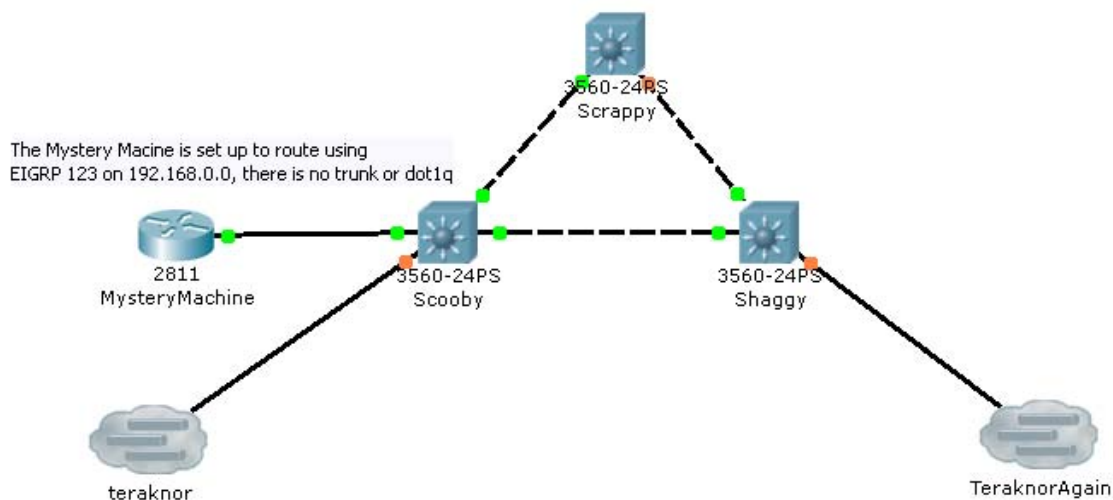 3560-24PS
Scrappy
The Mystery Macine is set up to route using
EIGRP 123 on 192.168.0.0, there is no trunk or dot1q
2811
MysteryMachine
3560-24PS
Scooby
3560-24PS
Shaggy
teraknor
TeraknorAgain